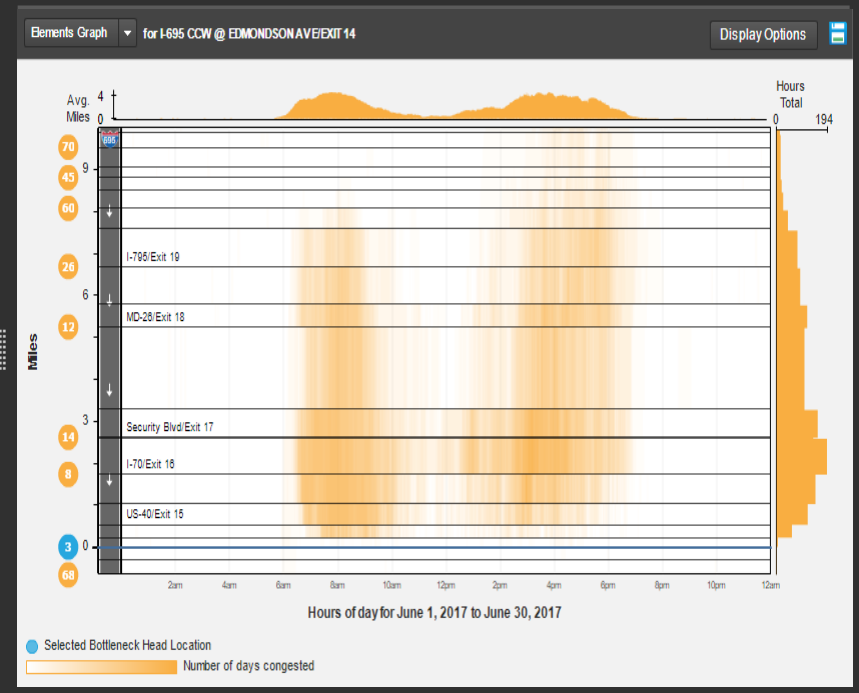 Elements Graph
for I-695 CCW @ EDMONDSON AVE/EXIT 14
Display Options
Avg. Miles
4
0
Hours Total
0 194
695
70
9
45
60
I-795/Exit 19
26
6
MD-26/Exit 18
12
Miles
3
Security Blvd/Exit 17
14
I-70/Exit 16
8
US-40/Exit 15
3
0
68
2am 4am 6am 8am 10am 12pm 2pm 4pm 6pm 8pm 10pm 12am
Hours of day for June 1, 2017 to June 30, 2017
Selected Bottleneck Head Location
Number of days congested